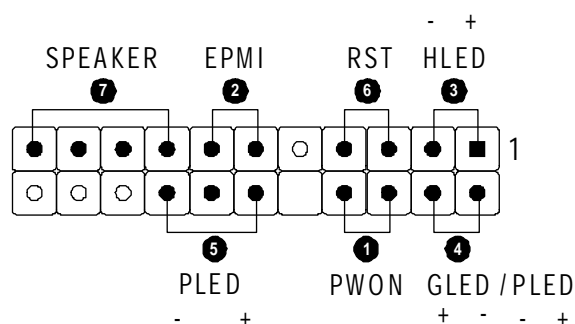 - +
SPEAKER EPMI RST HLED
7 2 6 3
1
5 1 4
PLED PWON GLED / PLED
- + + - - +